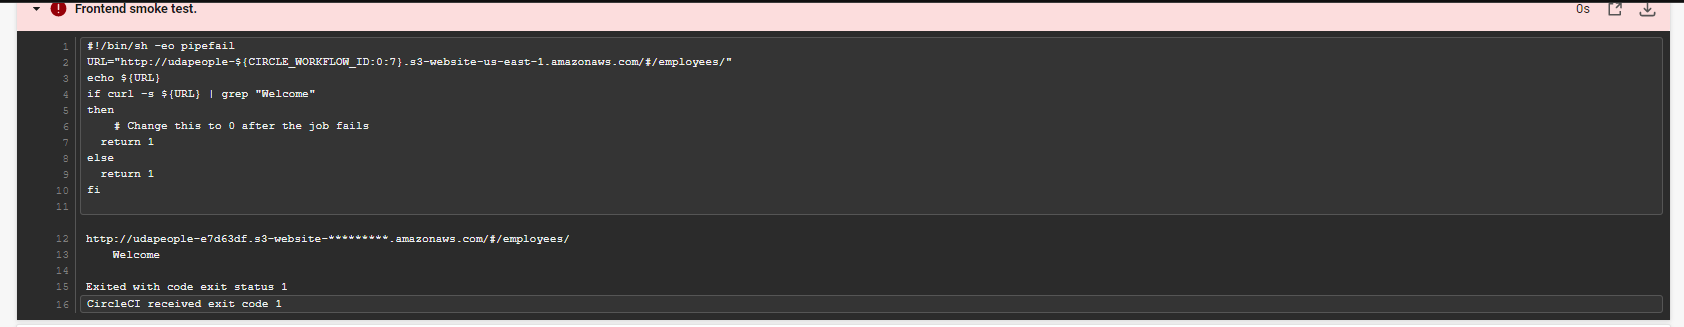 Frontend smoke test.
0s
1 #!/bin/sh -eo pipefail
2 URL="http://udapeople-${CIRCLE_WORKFLOW_ID:0:7}.s3-website-us-east-1.amazonaws.com/#/employees/"
3 echo ${URL}
4 if curl -s ${URL} | grep "Welcome"
5 then
6     # Change this to 0 after the job fails
7   return 1
8 else
9   return 1
10 fi
11
12 http://udapeople-e7d63df.s3-website-*********.amazonaws.com/#/employees/
13     Welcome
14
15 Exited with code exit status 1
16 CircleCI received exit code 1